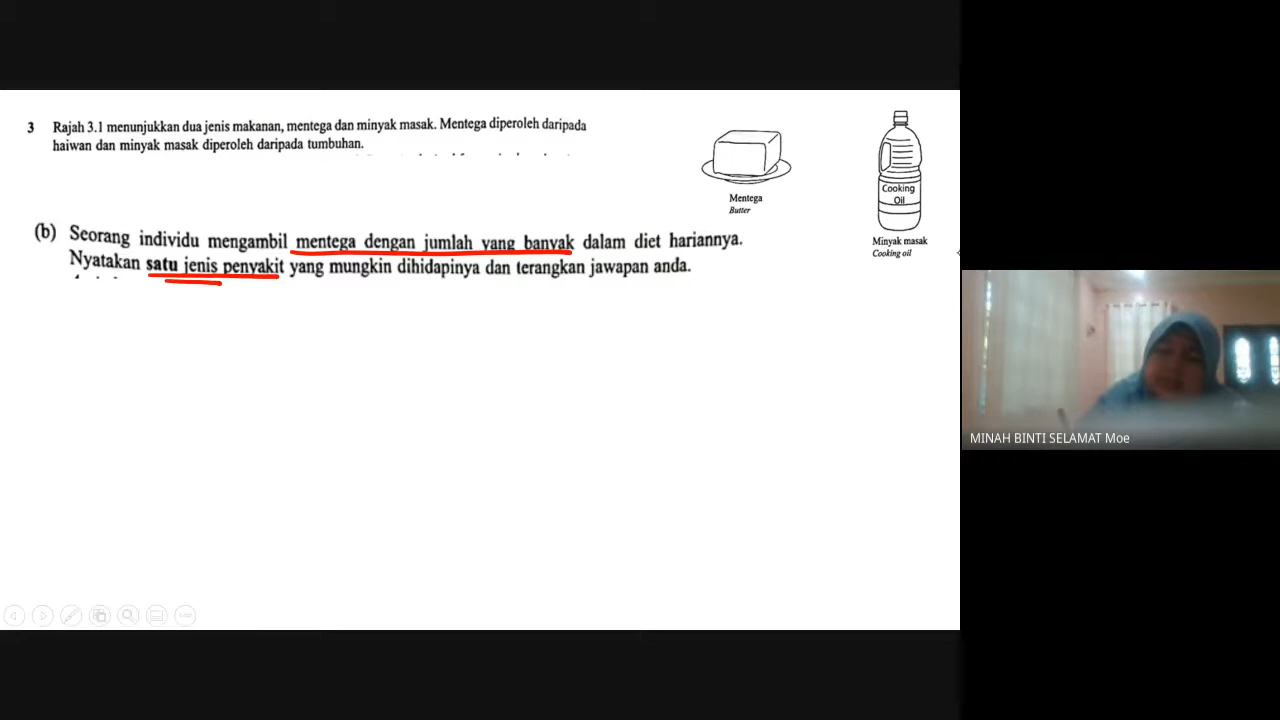 3 Rajah 3.1 menunjukkan dua jenis makanan, mentega dan minyak masak. Mentega diperoleh daripada
haiwan dan minyak masak diperoleh daripada tumbuhan.
Mentega
Butter
Cooking
Oil
Minyak masak
Cooking oil
(b) Seorang individu mengambil mentega dengan jumlah yang banyak dalam diet hariannya.
Nyatakan satu jenis penyakit yang mungkin dihidapinya dan terangkan jawapan anda.
MINAH BINTI SELAMAT Moe